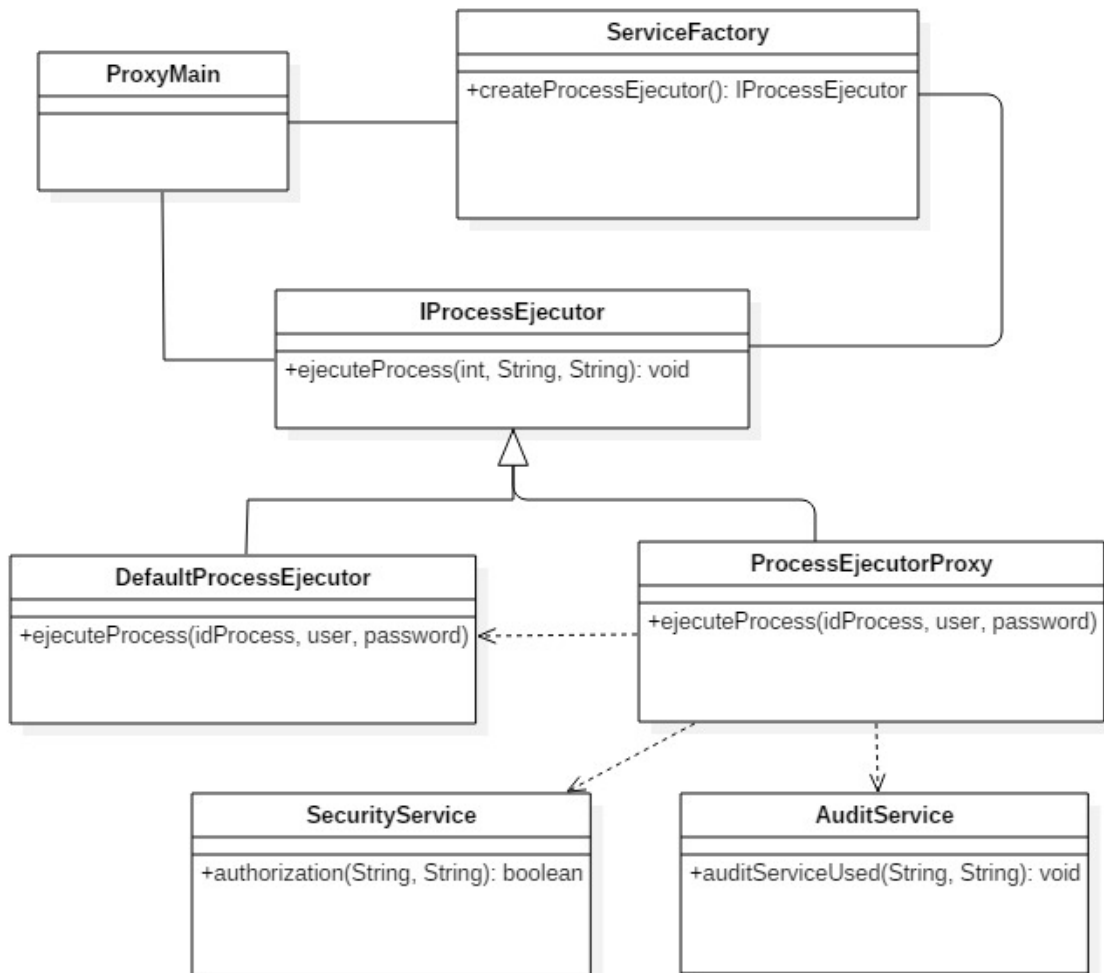 ProxyMain
ServiceFactory
+createProcessEjecutor(): IProcessEjecutor
IProcessEjecutor
+ejecuteProcess(int, String, String): void
DefaultProcessEjecutor
+ejecuteProcess(idProcess, user, password)
ProcessEjecutorProxy
+ejecuteProcess(idProcess, user, password)
SecurityService
+authorization(String, String): boolean
AuditService
+auditServiceUsed(String, String): void